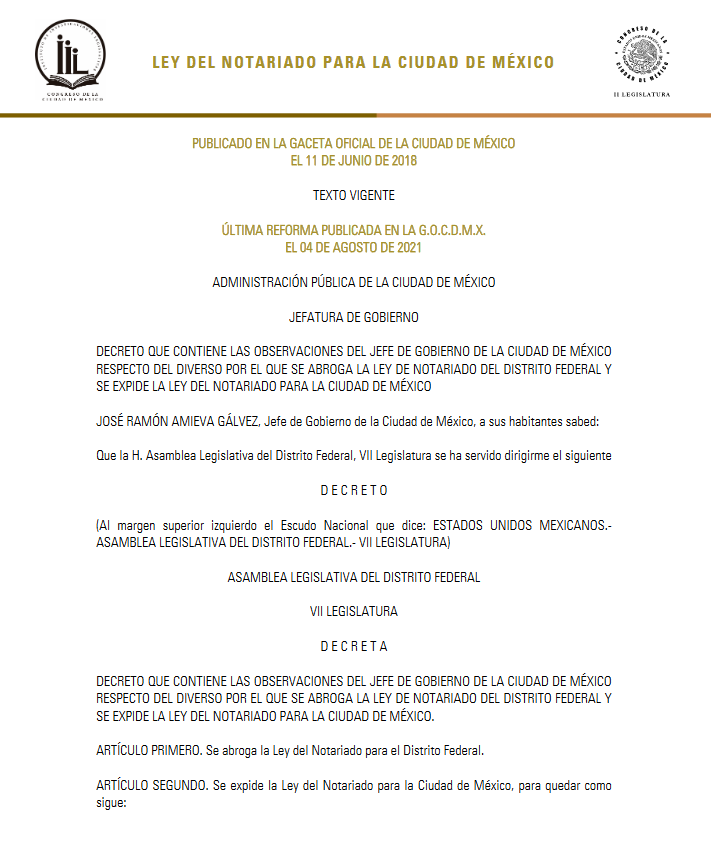 CONGRESO DE LA
CIUDAD DE MÉXICO
LEY DEL NOTARIADO PARA LA CIUDAD DE MÉXICO
CONGRESO DE LA
CIUDAD DE MÉXICO
II LEGISLATURA
PUBLICADO EN LA GACETA OFICIAL DE LA CIUDAD DE MÉXICO
EL 11 DE JUNIO DE 2018
TEXTO VIGENTE
ÚLTIMA REFORMA PUBLICADA EN LA G.O.C.D.M.X.
EL 04 DE AGOSTO DE 2021
ADMINISTRACIÓN PÚBLICA DE LA CIUDAD DE MÉXICO
JEFATURA DE GOBIERNO
DECRETO QUE CONTIENE LAS OBSERVACIONES DEL JEFE DE GOBIERNO DE LA CIUDAD DE MÉXICO
RESPECTO DEL DIVERSO POR EL QUE SE ABROGA LA LEY DE NOTARIADO DEL DISTRITO FEDERAL Y
SE EXPIDE LA LEY DEL NOTARIADO PARA LA CIUDAD DE MÉXICO
JOSÉ RAMÓN AMIEVA GÁLVEZ, Jefe de Gobierno de la Ciudad de México, a sus habitantes sabed:
Que la H. Asamblea Legislativa del Distrito Federal, VII Legislatura se ha servido dirigirme el siguiente
D E C R E T O
(Al margen superior izquierdo el Escudo Nacional que dice: ESTADOS UNIDOS MEXICANOS.-
ASAMBLEA LEGISLATIVA DEL DISTRITO FEDERAL.- VII LEGISLATURA)
ASAMBLEA LEGISLATIVA DEL DISTRITO FEDERAL
VII LEGISLATURA
D E C R E T A
DECRETO QUE CONTIENE LAS OBSERVACIONES DEL JEFE DE GOBIERNO DE LA CIUDAD DE MÉXICO
RESPECTO DEL DIVERSO POR EL QUE SE ABROGA LA LEY DE NOTARIADO DEL DISTRITO FEDERAL Y
SE EXPIDE LA LEY DEL NOTARIADO PARA LA CIUDAD DE MÉXICO.
ARTÍCULO PRIMERO. Se abroga la Ley del Notariado para el Distrito Federal.
ARTÍCULO SEGUNDO. Se expide la Ley del Notariado para la Ciudad de México, para quedar como
sigue: